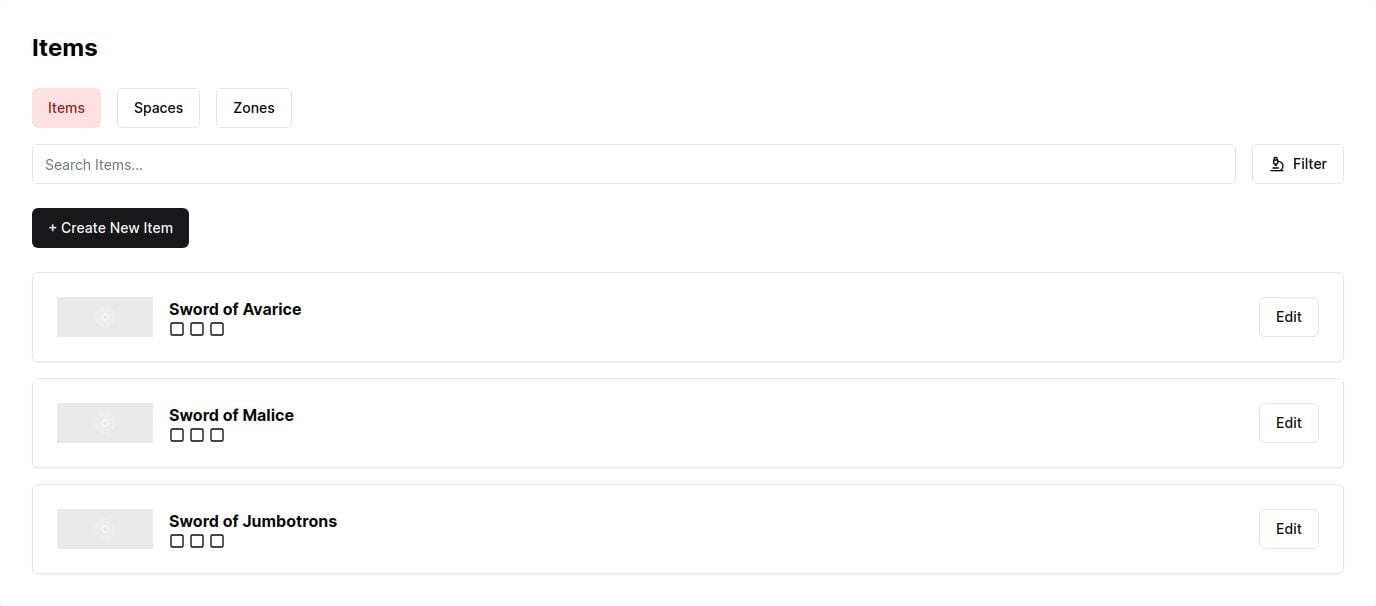 Items
Items
Spaces
Zones
Search Items...
Filter
+ Create New Item
Sword of Avarice
Edit
Sword of Malice
Edit
Sword of Jumbotrons
Edit